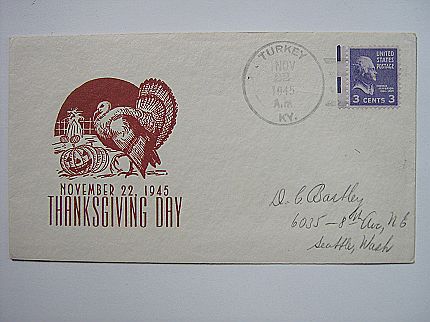 TURKEY
NOV
22
1945
A.M.
KY.
UNITED
STATES
POSTAGE
3 CENTS 3
NOVEMBER 22, 1945
THANKSGIVING DAY
D. C. Bartley
6035-8th Ave, N E
Seattle, Wash